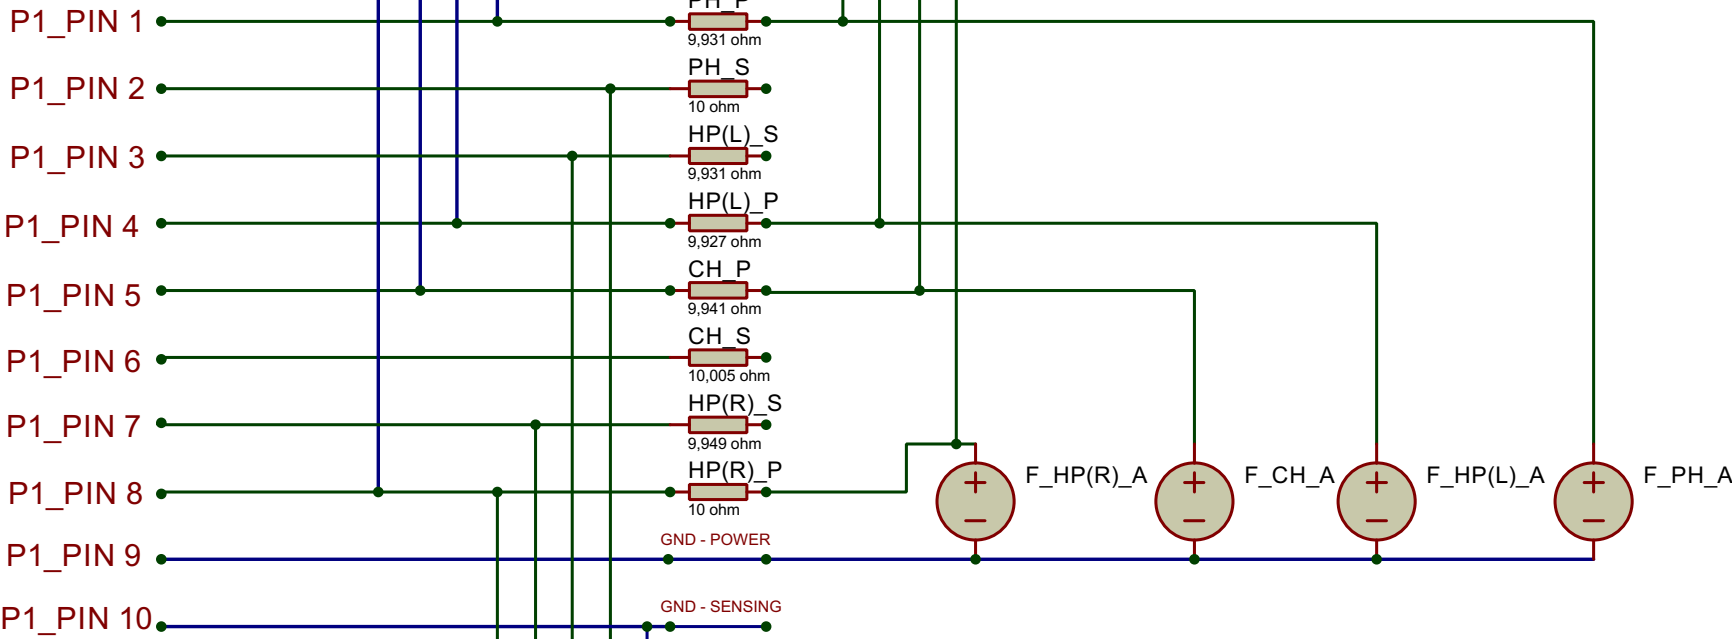 PH_P
P1_PIN 1
9,931 ohm
PH_S
P1_PIN 2
10 ohm
HP(L)_S
P1_PIN 3
9,931 ohm
HP(L)_P
P1_PIN 4
9,927 ohm
CH_P
P1_PIN 5
9,941 ohm
CH_S
P1_PIN 6
10,005 ohm
HP(R)_S
P1_PIN 7
9,949 ohm
HP(R)_P
F_HP(R)_A
F_CH_A
F_HP(L)_A
F_PH_A
P1_PIN 8
10 ohm
GND - POWER
P1_PIN 9
GND - SENSING
P1_PIN 10